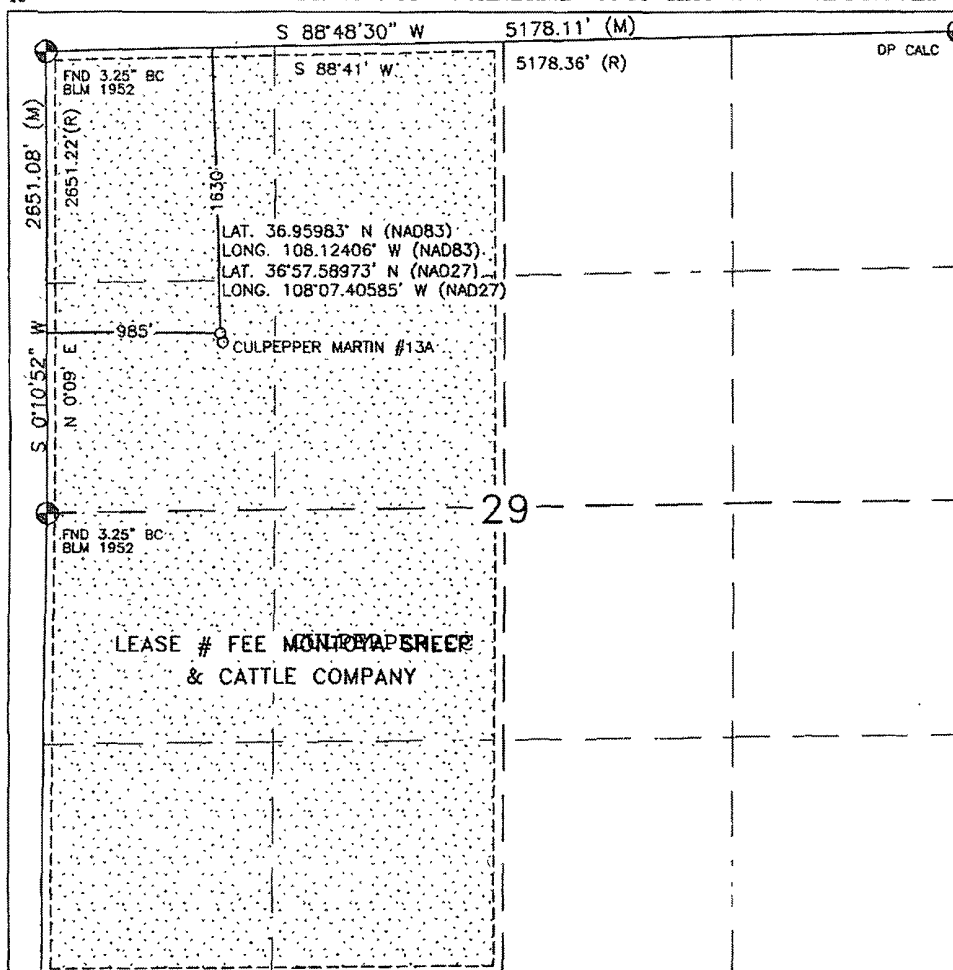 S 88°48'30" W 5178.11' (M)
FND 3.25" BC
BLM 1952
S 88°41' W
5178.36' (R)
DP CALC
2651.08' (M)
2651.22'(R)
1630'
LAT. 36.95983° N (NAD83)
LONG. 108.12406° W (NAD83)
LAT. 36°57.58973' N (NAD27)
LONG. 108°07.40585' W (NAD27)
985'
CULPEPPER MARTIN #13A
S 0°10'52" W
N 0°09' E
FND 3.25" BC
BLM 1952
29
LEASE # FEE MONTOYA SHEEP
& CATTLE COMPANY